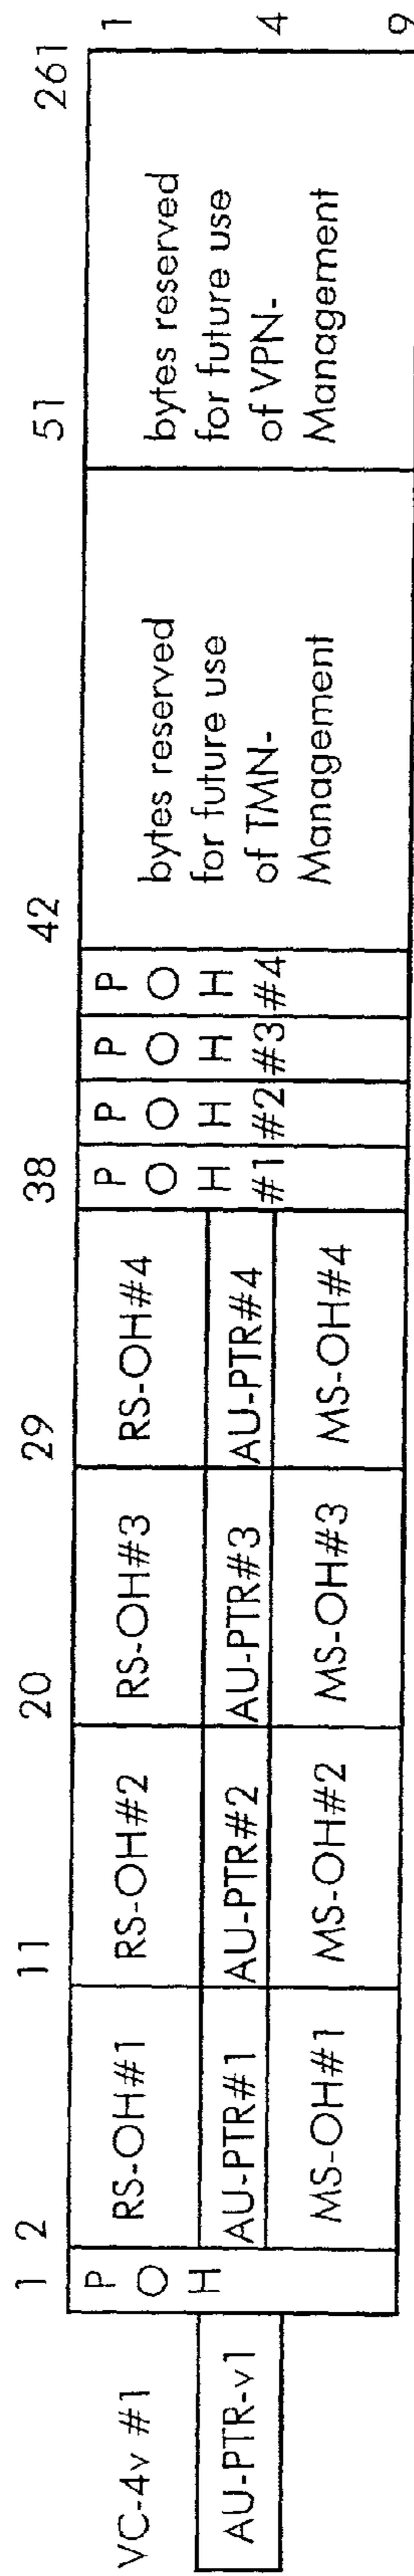 1 2 11 20 29 38 42 51 261
VC-4v #1
AU-PTR-v1
P
O
H
RS-OH#1 RS-OH#2 RS-OH#3 RS-OH#4
AU-PTR#1 AU-PTR#2 AU-PTR#3 AU-PTR#4
MS-OH#1 MS-OH#2 MS-OH#3 MS-OH#4
P P P P
O O O O
H H H H
#1 #2 #3 #4
bytes reserved
for future use
of TMN-
Management
bytes reserved
for future use
of VPN-
Management
1
4
9